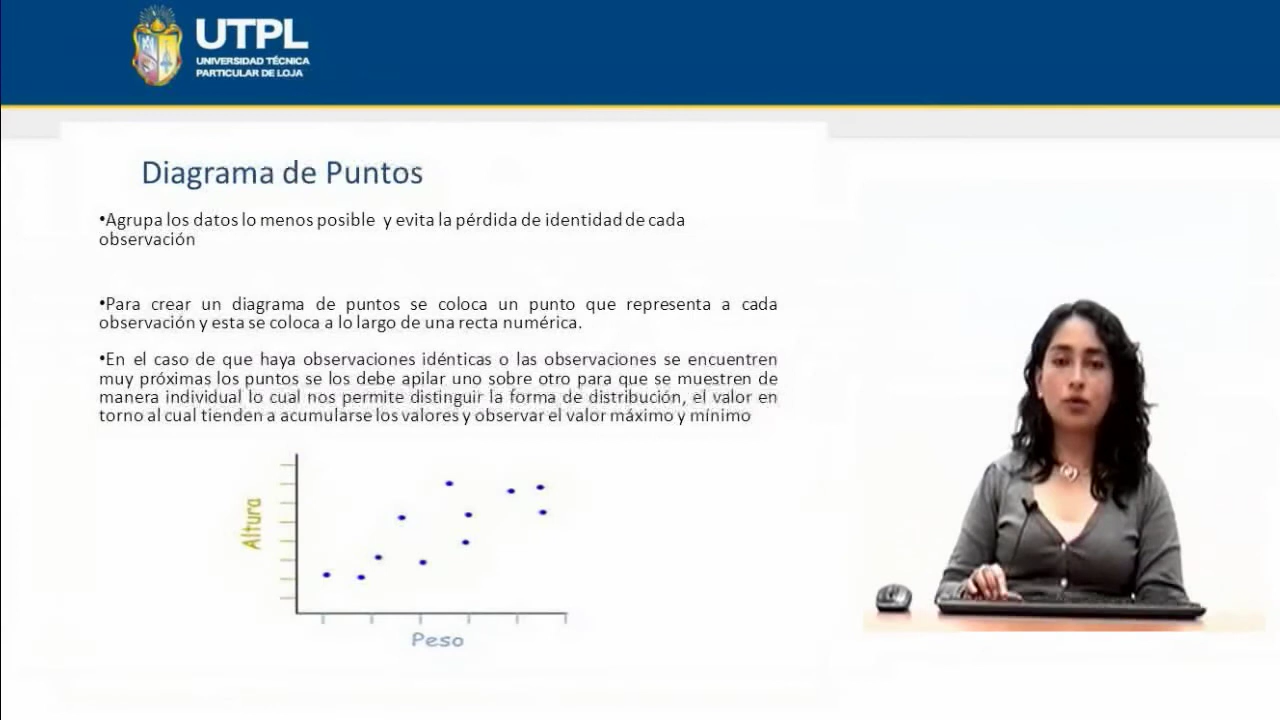 UTPL
UNIVERSIDAD TÉCNICA
PARTICULAR DE LOJA
Diagrama de Puntos
•Agrupa los datos lo menos posible y evita la pérdida de identidad de cada
observación
•Para crear un diagrama de puntos se coloca un punto que representa a cada
observación y esta se coloca a lo largo de una recta numérica.
•En el caso de que haya observaciones idénticas o las observaciones se encuentren
muy próximas los puntos se los debe apilar uno sobre otro para que se muestren de
manera individual lo cual nos permite distinguir la forma de distribución, el valor en
torno al cual tienden a acumularse los valores y observar el valor máximo y mínimo
Altura
Peso